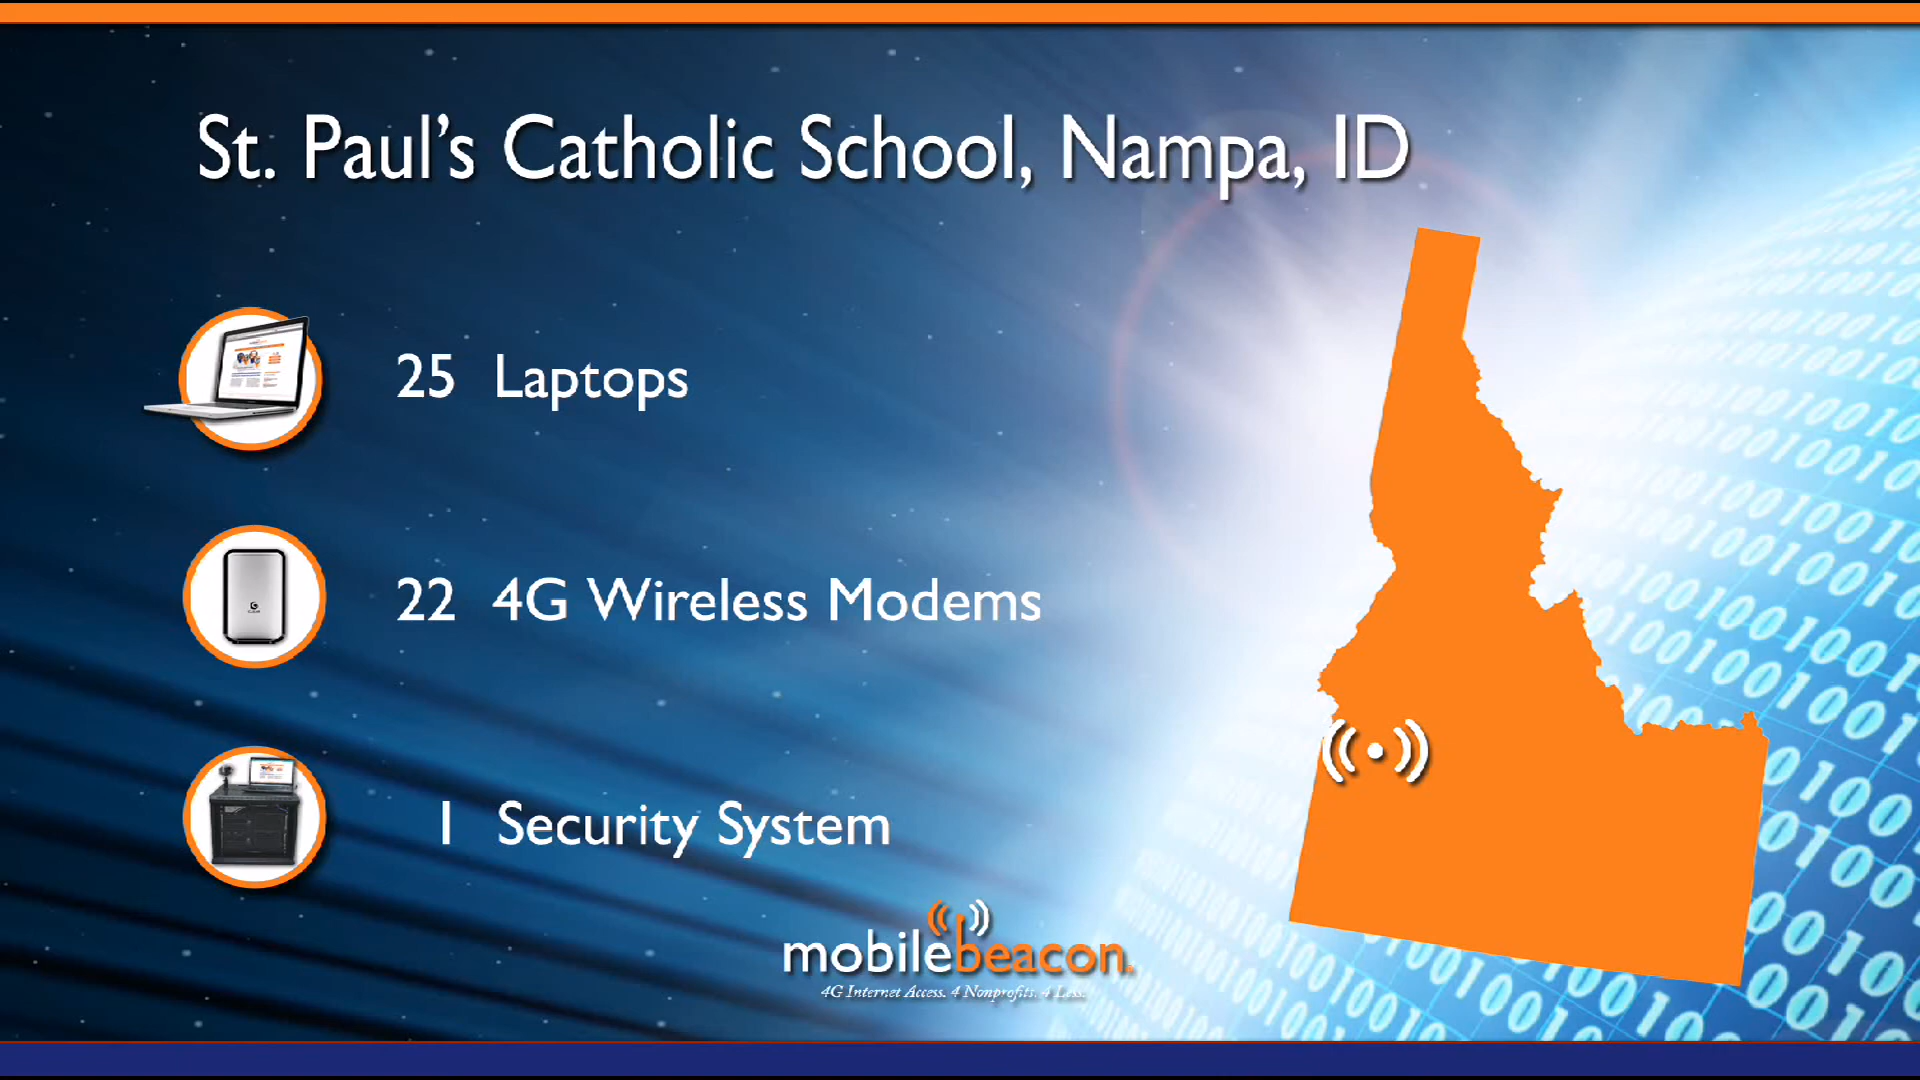 St. Paul’s Catholic School, Nampa, ID
25 Laptops
22 4G Wireless Modems
1 Security System
mobilebeacon
4G Internet Access. 4 Nonprofits. 4 Less.